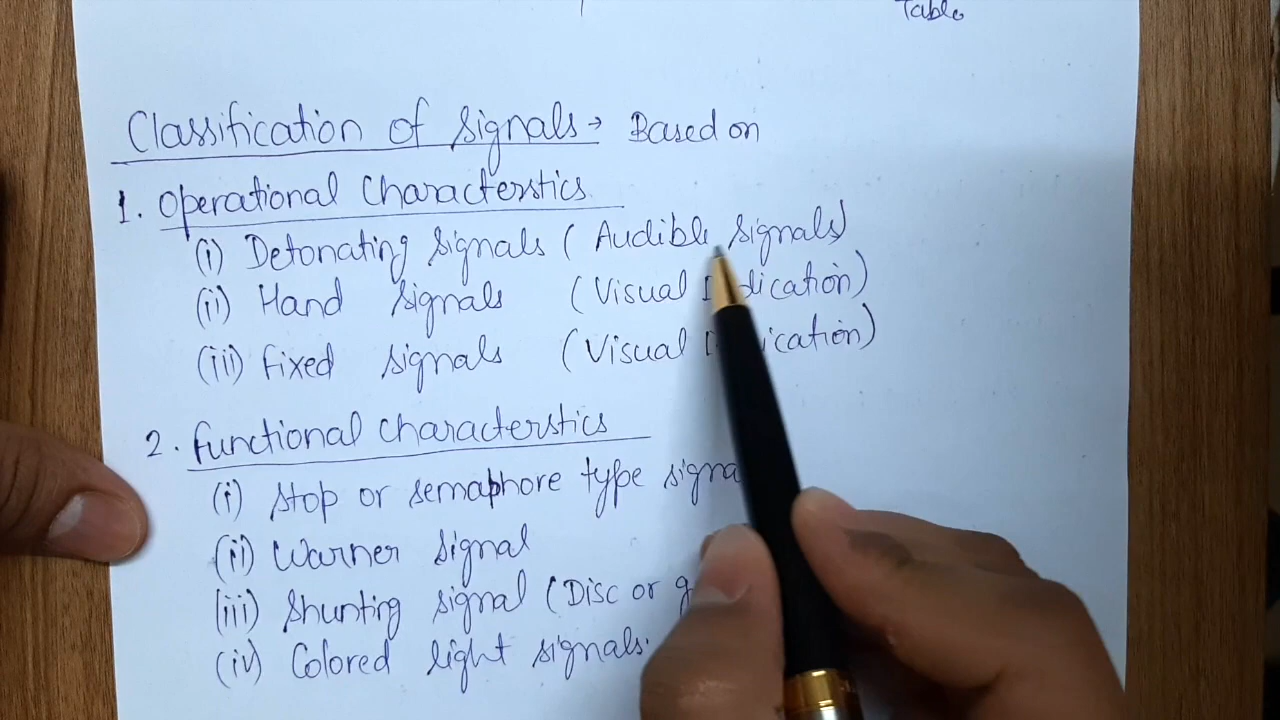 Table
Classification of signals → Based on
1. Operational Characterstics
(i) Detonating signals ( Audible signals)
(ii) Hand signals (Visual Indication)
(iii) Fixed signals (Visual Indication)
2. Functional Characterstics
(i) Stop or semaphore type
(ii) Warner signal
(iii) Shunting signal (Disc or
(iv) Colored light signals.